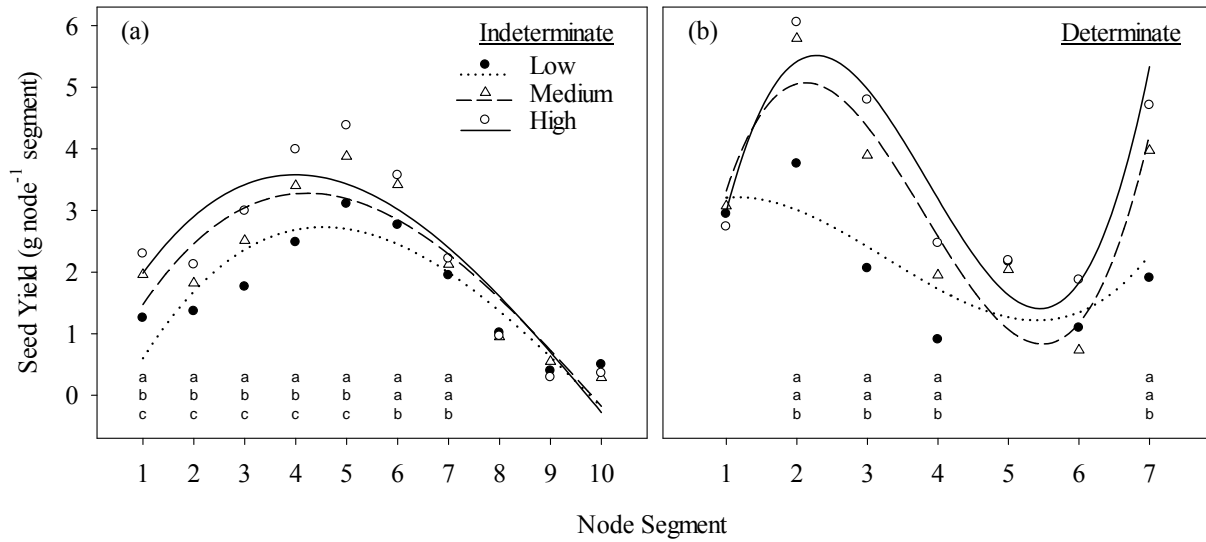 Seed Yield (g node⁻¹ segment)
6
5
4
3
2
1
0
(a)
Indeterminate
Low
Medium
High
a a a a a a a
b b b b b a a
c c c c c b b
1 2 3 4 5 6 7 8 9 10
(b)
Determinate
a a a a
a a a a
b b b b
1 2 3 4 5 6 7
Node Segment